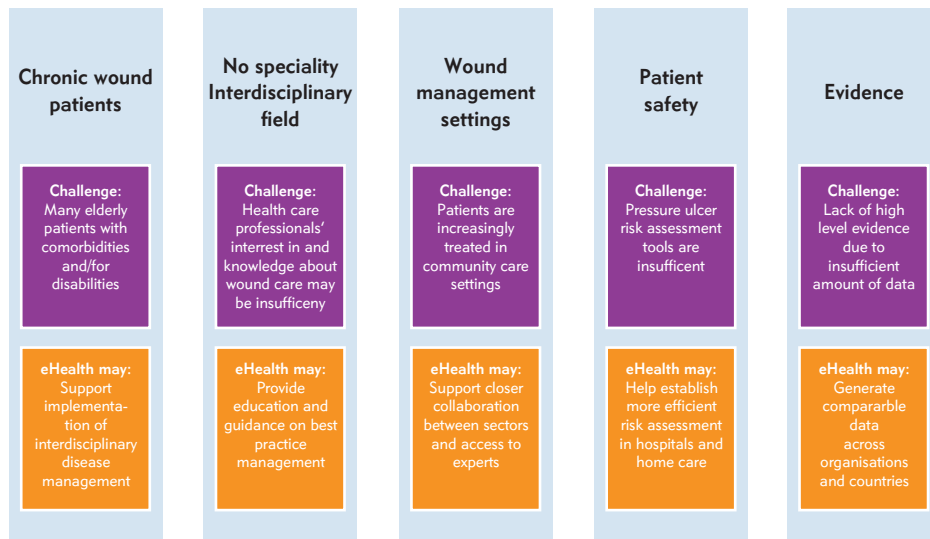 Chronic wound
patients
Challenge:
Many elderly
patients with
comorbidities
and/for
disabilities
eHealth may:
Support
implementa-
tion of
interdisciplinary
disease
management
No speciality
Interdisciplinary
field
Challenge:
Health care
professionals’
interrest in and
knowledge about
wound care may
be insufficeny
eHealth may:
Provide
education and
guidance on best
practice
management
Wound
management
settings
Challenge:
Patients are
increasingly
treated in
community care
settings
eHealth may:
Support closer
collaboration
between sectors
and access to
experts
Patient
safety
Challenge:
Pressure ulcer
risk assessment
tools are
insufficent
eHealth may:
Help establish
more efficient
risk assessment
in hospitals and
home care
Evidence
Challenge:
Lack of high
level evidence
due to
insufficient
amount of data
eHealth may:
Generate
compararble
data
across
organisations
and countries